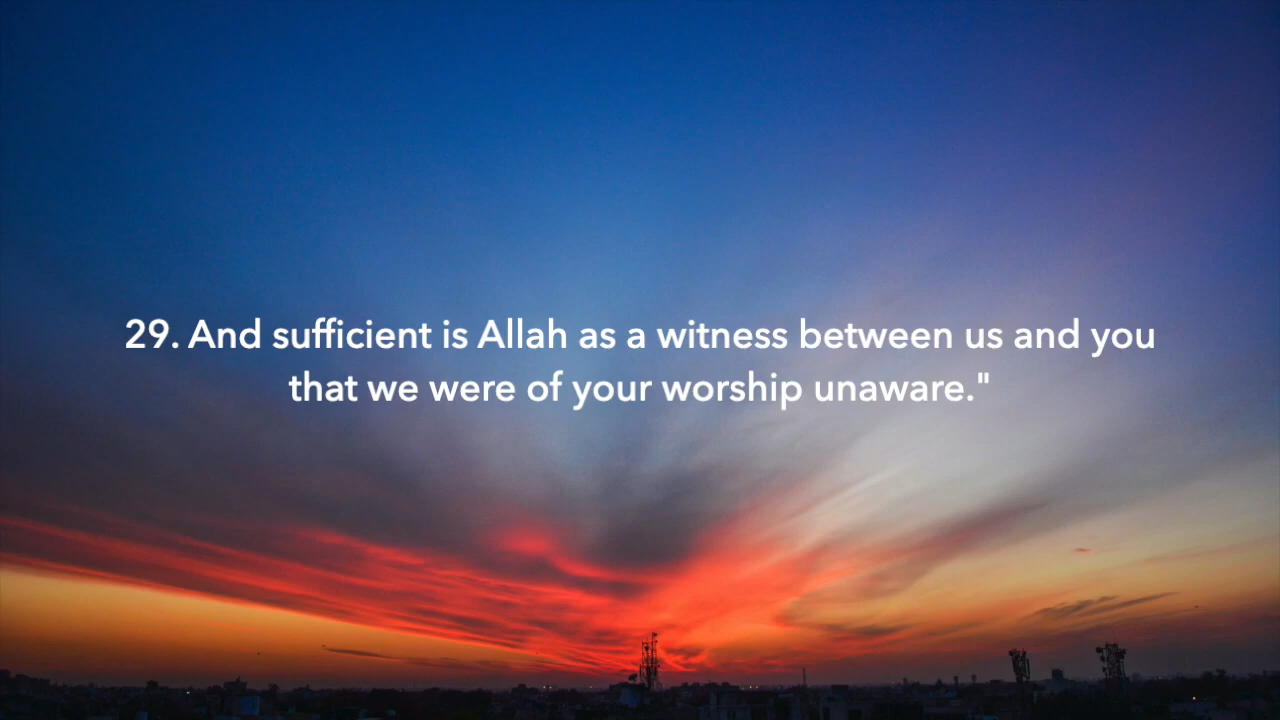 29. And sufficient is Allah as a witness between us and you
that we were of your worship unaware."